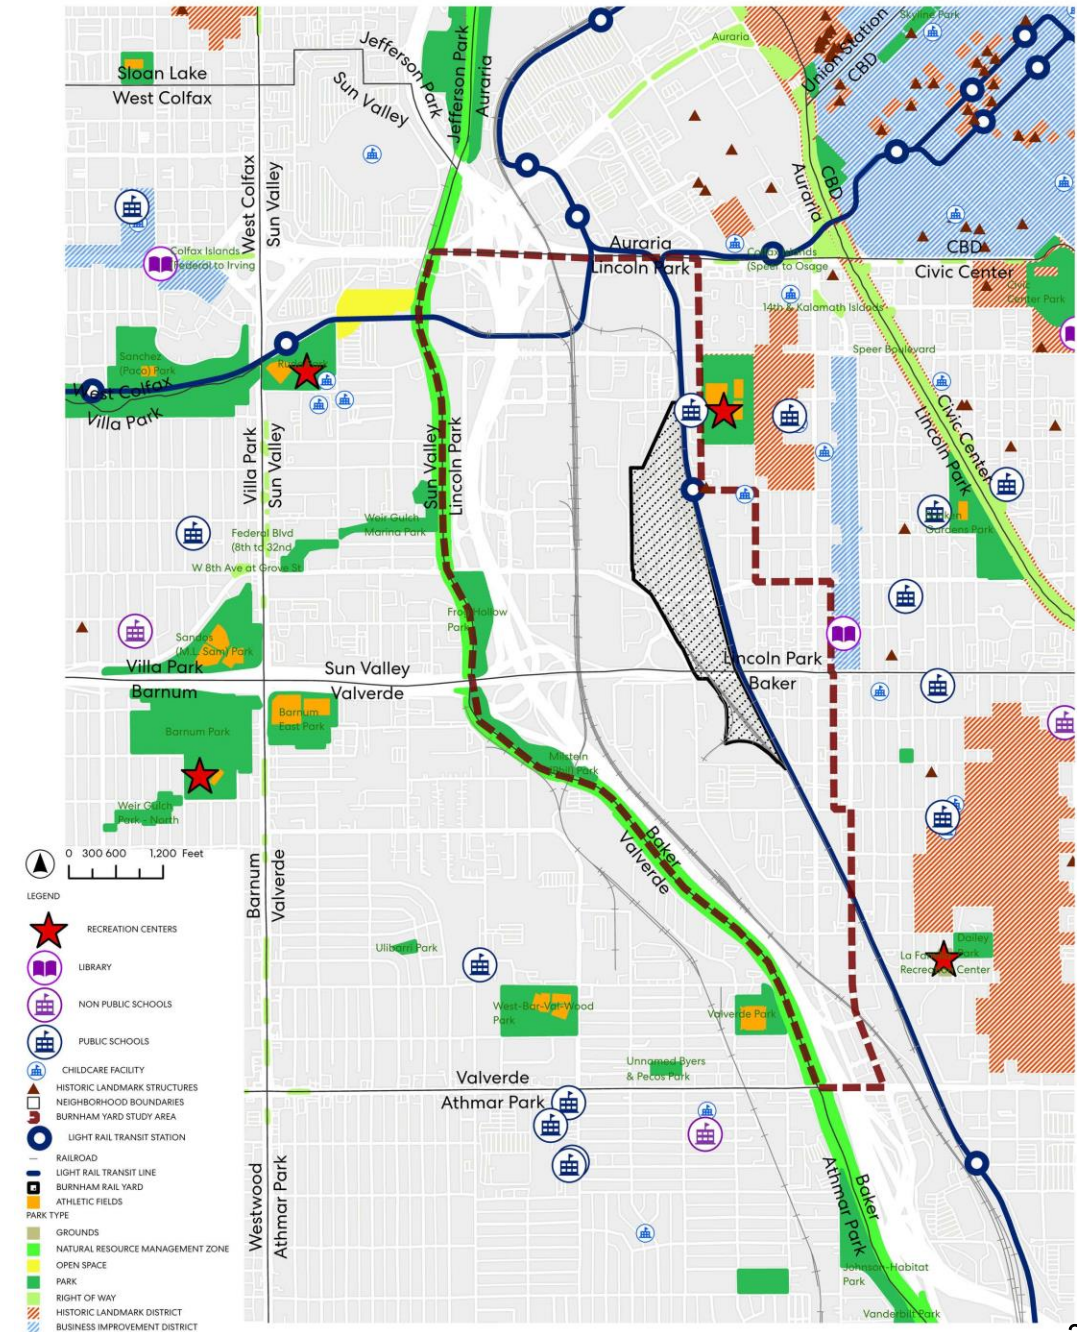 Skyline Park
Auraria
Union Station
CBD
Jefferson Park
Sun Valley
Jefferson Park
Auraria
Sloan Lake
West Colfax
West Colfax
Sun Valley
Auraria
CBD
Auraria
Lincoln Park
CBD
Civic Center
Colfax Islands
Federal to Irving
(Speer to Osage
Civic
Center Park
14th & Kalamath Islands
Speer Boulevard
Sanchez
(Paco) Park
West Colfax
Villa Park
Villa Park
Sun Valley
Sun Valley
Lincoln Park
Civic Center
Lincoln Park
Weir Gulch
Marina Park
Federal Blvd
(8th to 32nd
W 8th Ave at Grove St
Gardens Park
Frog Hollow
Park
Sandos
(M.L. Sam) Park
Villa Park
Barnum
Sun Valley
Valverde
Lincoln Park
Baker
Barnum
East Park
Barnum Park
Milstein
(Phil) Park
Weir Gulch
Park - North
Baker
Valverde
0 300 600 1,200 Feet
Barnum
Valverde
Ulibarri Park
Dailey
Park
La
Recreation Center
West-Bar-Val-Wood
Park
Valverde Park
Unnamed Byers
& Pecos Park
Valverde
Athmar Park
Westwood
Athmar Park
Athmar Park
Baker
Johnson-Habitat
Park
Vanderbilt Park
LEGEND
RECREATION CENTERS
LIBRARY
NON PUBLIC SCHOOLS
PUBLIC SCHOOLS
CHILDCARE FACILITY
HISTORIC LANDMARK STRUCTURES
NEIGHBORHOOD BOUNDARIES
BURNHAM YARD STUDY AREA
LIGHT RAIL TRANSIT STATION
RAILROAD
LIGHT RAIL TRANSIT LINE
BURNHAM RAIL YARD
ATHLETIC FIELDS
PARK TYPE
GROUNDS
NATURAL RESOURCE MANAGEMENT ZONE
OPEN SPACE
PARK
RIGHT OF WAY
HISTORIC LANDMARK DISTRICT
BUSINESS IMPROVEMENT DISTRICT